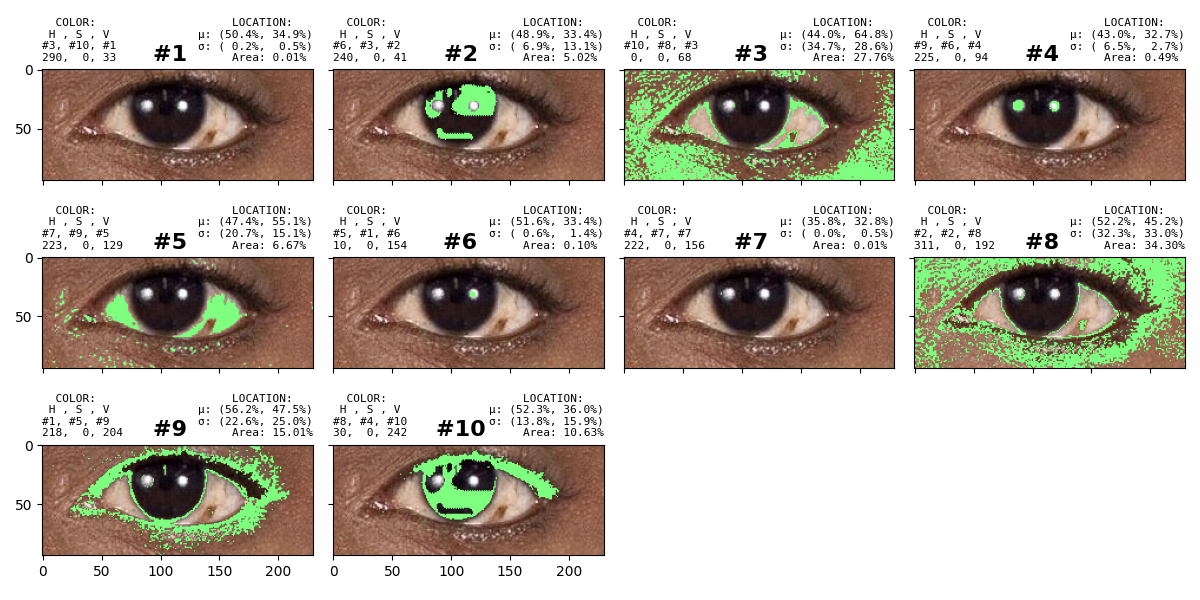 COLOR: LOCATION: COLOR: LOCATION: COLOR: LOCATION: COLOR: LOCATION:
H , S , V μ: (50.4%, 34.9%) H , S , V μ: (48.9%, 33.4%) H , S , V μ: (44.0%, 64.8%) H , S , V μ: (43.0%, 32.7%)
#3, #10, #1 σ: ( 0.2%, 0.5%) #6, #3, #2 σ: ( 6.9%, 13.1%) #10, #8, #3 σ: (34.7%, 28.6%) #9, #6, #4 σ: ( 6.5%, 2.7%)
290, 0, 33 #1 Area: 0.01% 240, 0, 41 #2 Area: 5.02% 0, 0, 68 #3 Area: 27.76% 225, 0, 94 #4 Area: 0.49%
0
50
COLOR: LOCATION: COLOR: LOCATION: COLOR: LOCATION: COLOR: LOCATION:
H , S , V μ: (47.4%, 55.1%) H , S , V μ: (51.6%, 33.4%) H , S , V μ: (35.8%, 32.8%) H , S , V μ: (52.2%, 45.2%)
#7, #9, #5 σ: (20.7%, 15.1%) #5, #1, #6 σ: ( 0.6%, 1.4%) #4, #7, #7 σ: ( 0.0%, 0.5%) #2, #2, #8 σ: (32.3%, 33.0%)
223, 0, 129 #5 Area: 6.67% 10, 0, 154 #6 Area: 0.10% 222, 0, 156 #7 Area: 0.01% 311, 0, 192 #8 Area: 34.30%
0
50
COLOR: LOCATION: COLOR: LOCATION:
H , S , V μ: (56.2%, 47.5%) H , S , V μ: (52.3%, 36.0%)
#1, #5, #9 σ: (22.6%, 25.0%) #8, #4, #10 σ: (13.8%, 15.9%)
218, 0, 204 #9 Area: 15.01% 30, 0, 242 #10 Area: 10.63%
0
50
0 50 100 150 200 0 50 100 150 200